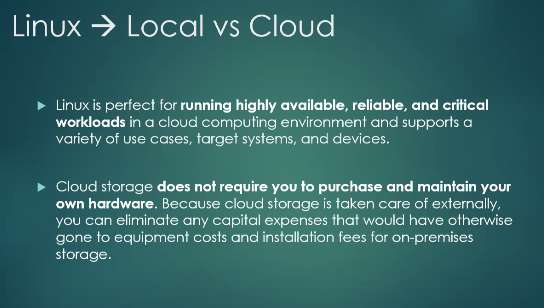 Linux → Local vs Cloud
Linux is perfect for running highly available, reliable, and critical
workloads in a cloud computing environment and supports a
variety of use cases, target systems, and devices.
Cloud storage does not require you to purchase and maintain your
own hardware. Because cloud storage is taken care of externally,
you can eliminate any capital expenses that would have otherwise
gone to equipment costs and installation fees for on-premises
storage.